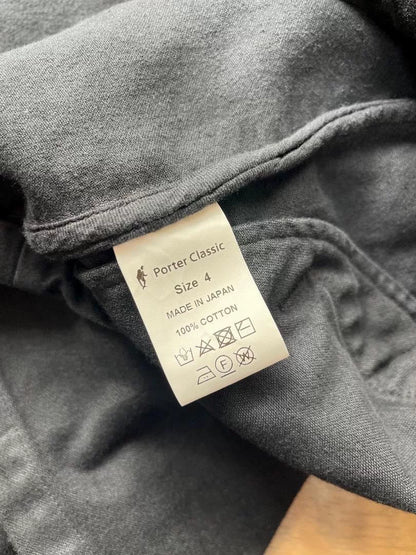 Porter Classic
Size 4
MADE IN JAPAN
100% COTTON
F W